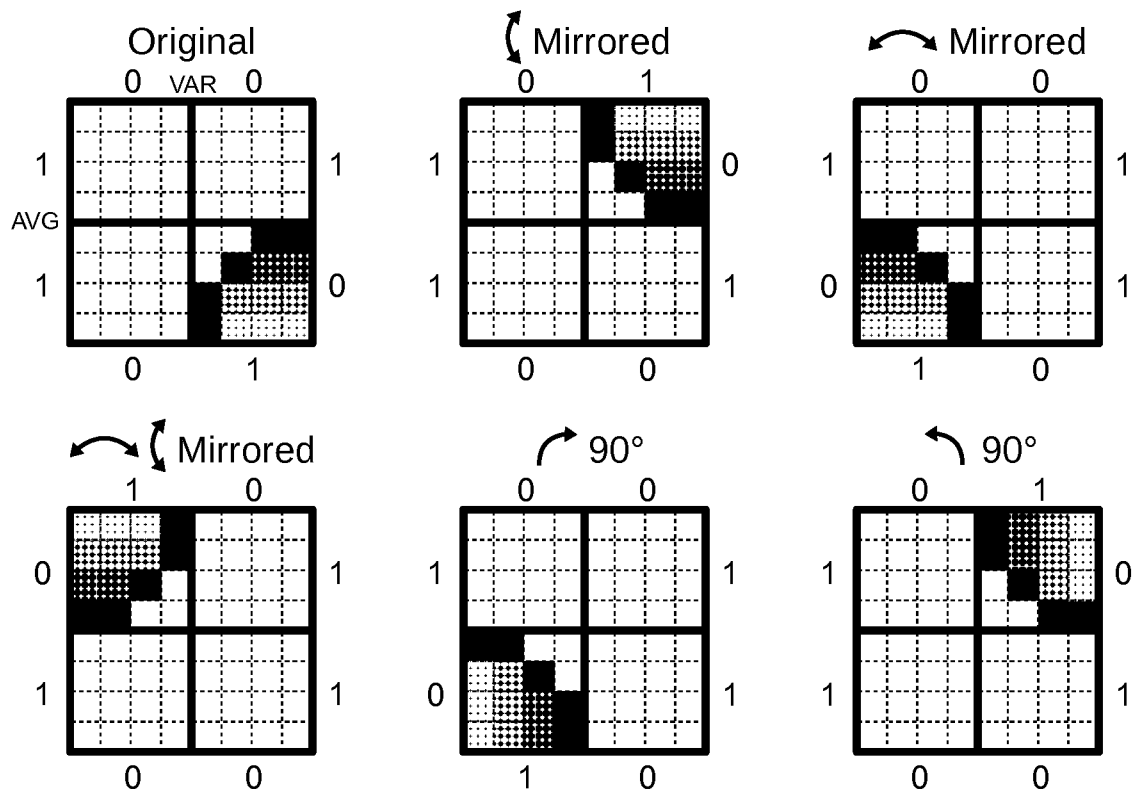 Original Mirrored Mirrored
0 VAR 0 0 1 0 0
1 1 1 0 1 1
AVG
1 0 1 1 0 1
0 1 0 0 1 0
Mirrored 90° 90°
1 0 0 0 0 1
0 1 1 1 1 0
1 1 0 1 1 1
0 0 1 0 0 0